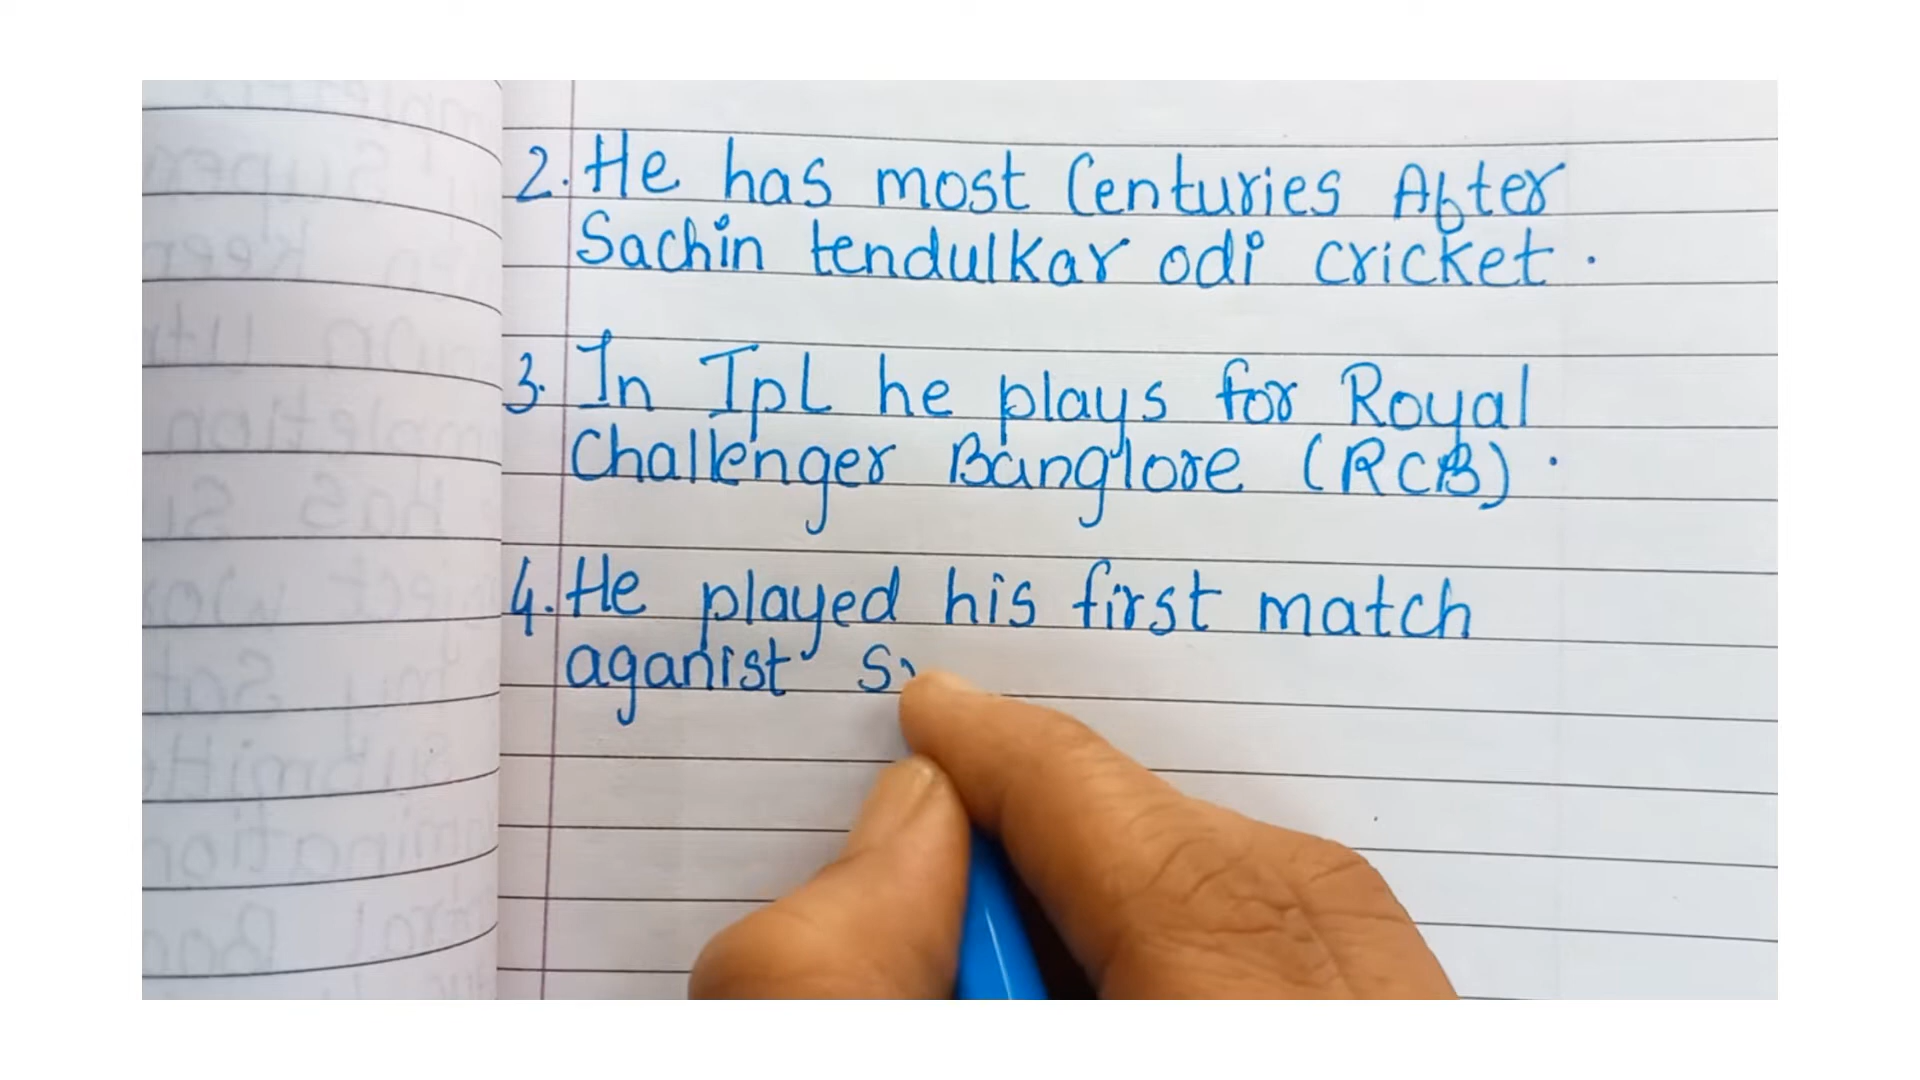 2. He has most Centuries After
Sachin tendulkar odi cricket .
3. In IpL he plays for Royal
Challenger Banglore (RCB) .
4. He played his first match
aganist